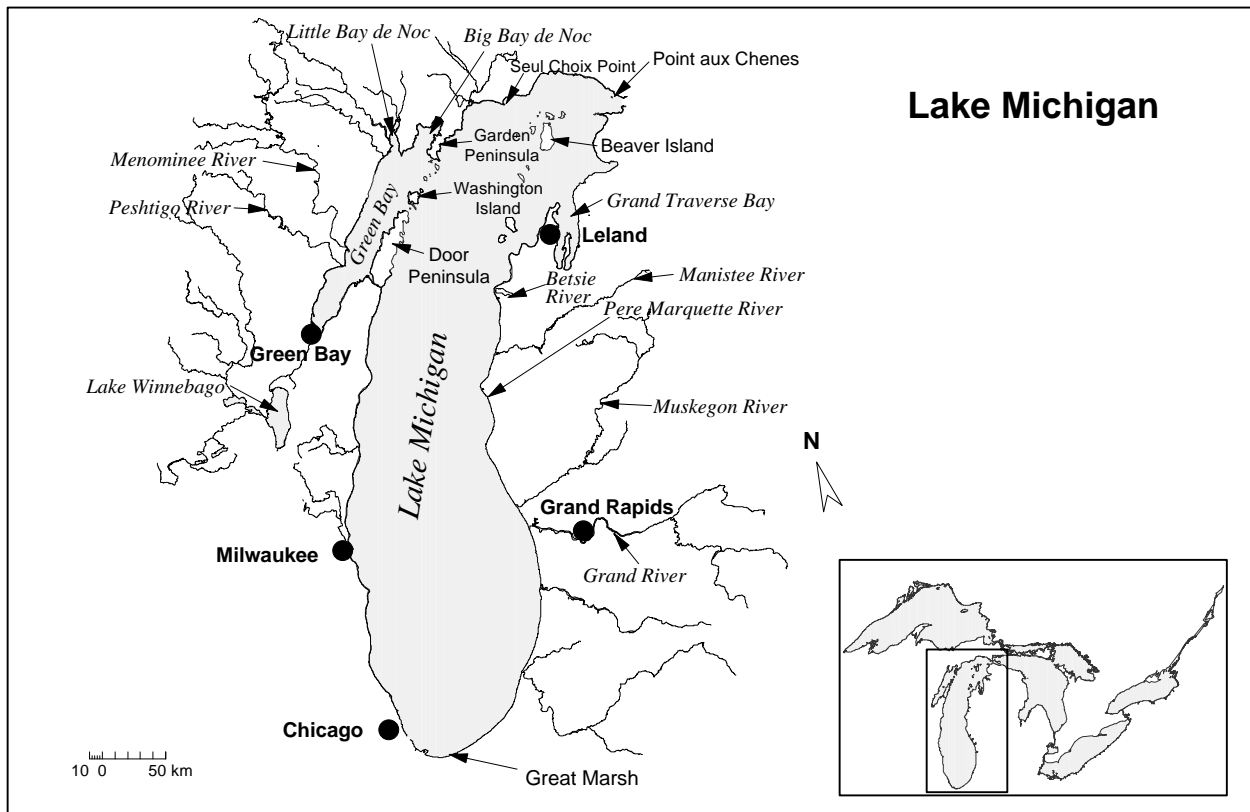 Little Bay de Noc
Big Bay de Noc
Seul Choix Point
Point aux Chenes
Lake Michigan
Garden
Peninsula
Beaver Island
Menominee River
Washington
Island
Grand Traverse Bay
Peshtigo River
Green Bay
Leland
Door
Peninsula
Betsie
River
Manistee River
Pere Marquette River
Green Bay
Lake Winnebago
Lake Michigan
Muskegon River
N
Grand Rapids
Milwaukee
Grand River
Chicago
10 0 50 km
Great Marsh